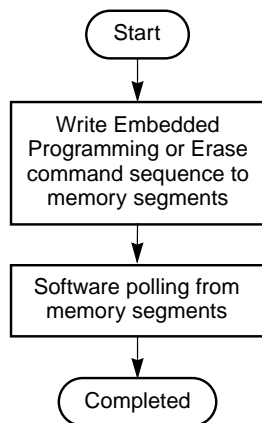 Start
Write Embedded
Programming or Erase
command sequence to
memory segments
Software polling from
memory segments
Completed